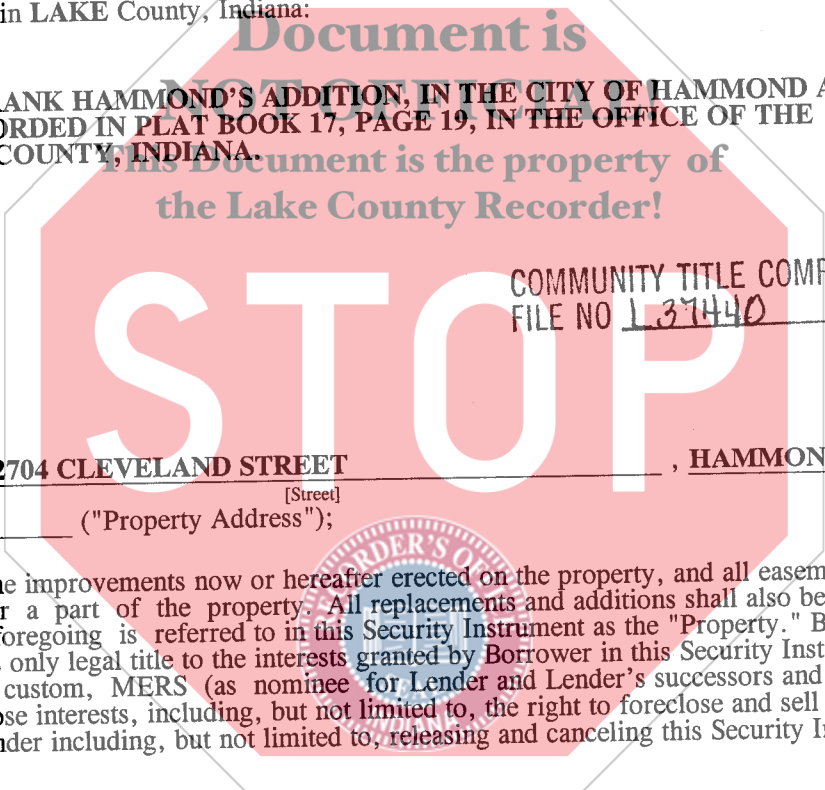 in LAKE County, Indiana:
Document is
NOT OFFICIAL!
ANK HAMMOND'S ADDITION, IN THE CITY OF HAMMOND A
ORDED IN PLAT BOOK 17, PAGE 19, IN THE OFFICE OF THE
COUNTY, INDIANA.
This Document is the property of
the Lake County Recorder!
COMMUNITY TITLE COMP
FILE NO L 37440
STOP
2704 CLEVELAND STREET , HAMMON
[Street]
("Property Address");
e improvements now or hereafter erected on the property, and all easem
r a part of the property. All replacements and additions shall also be
oregoing is referred to in this Security Instrument as the "Property." B
only legal title to the interests granted by Borrower in this Security Inst
custom, MERS (as nominee for Lender and Lender's successors and
ose interests, including, but not limited to, the right to foreclose and sell
nder including, but not limited to, releasing and canceling this Security I
RECORDER'S OF
INDIANA